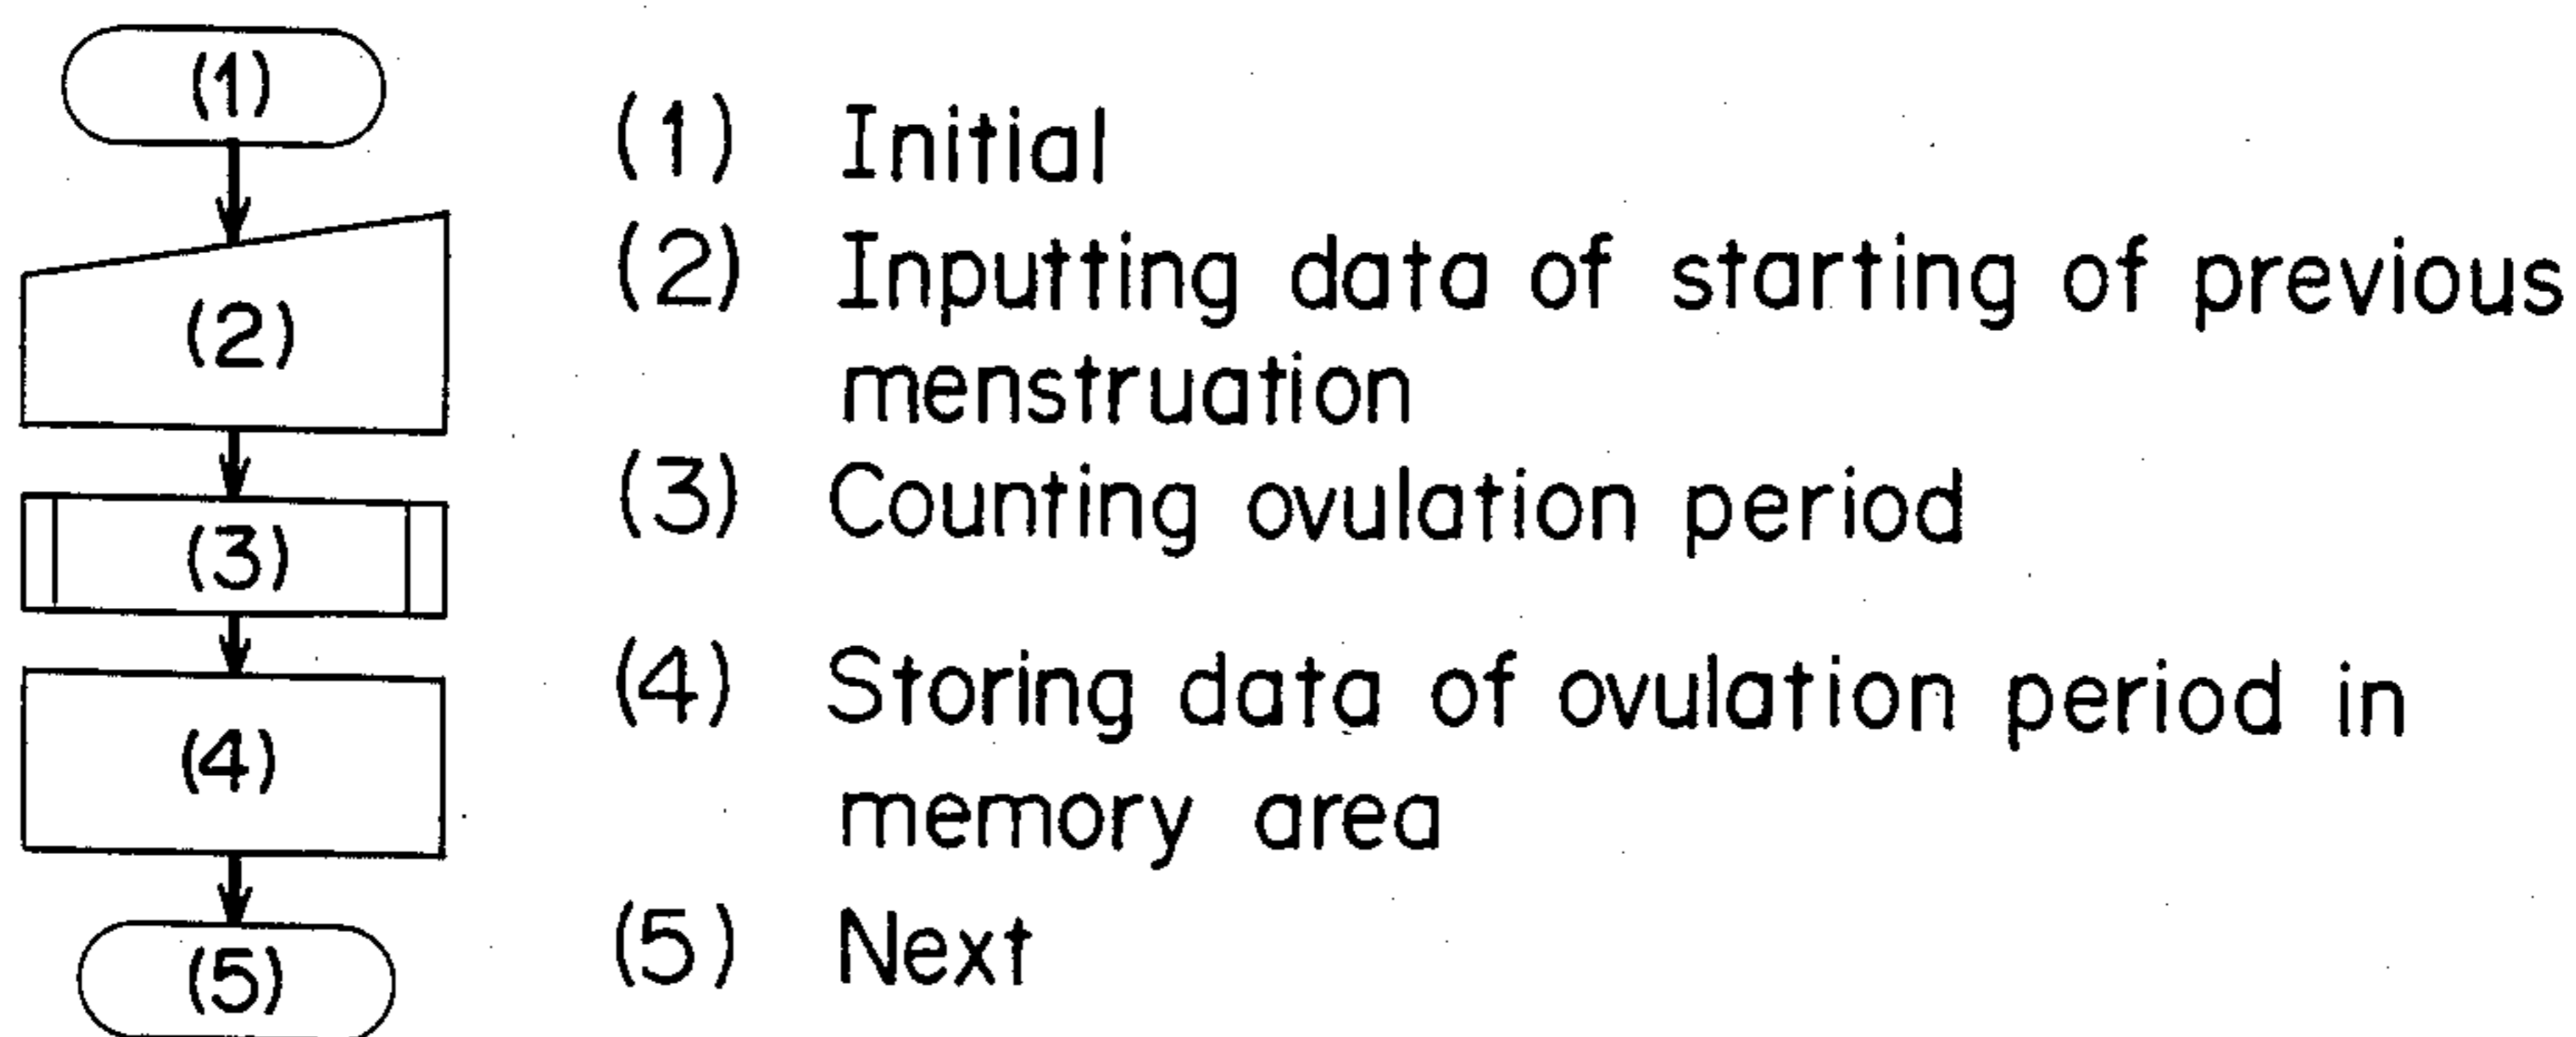 (1)
(1) Initial
(2) Inputting data of starting of previous
menstruation
(2)
(3) Counting ovulation period
(3)
(4) Storing data of ovulation period in
memory area
(4)
(5) Next
(5)